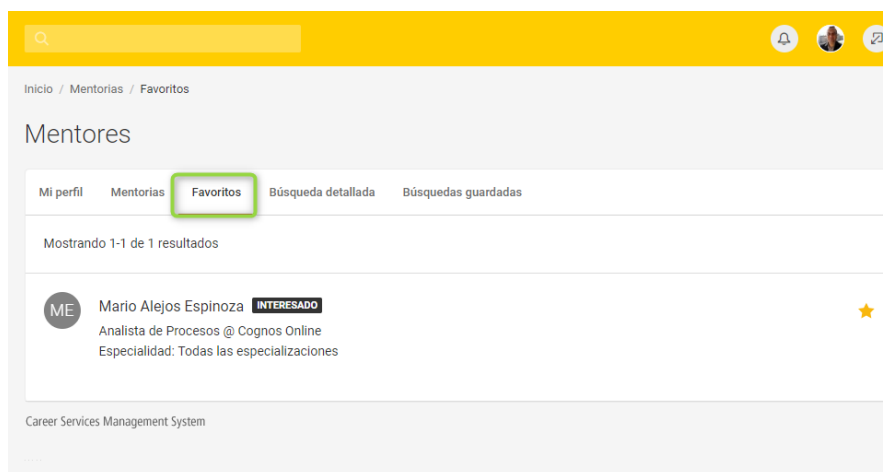 Inicio / Mentorias / Favoritos
Mentores
Mi perfil Mentorias Favoritos Búsqueda detallada Búsquedas guardadas
Mostrando 1-1 de 1 resultados
ME
Mario Alejos Espinoza INTERESADO
Analista de Procesos @ Cognos Online
Especialidad: Todas las especializaciones
Career Services Management System